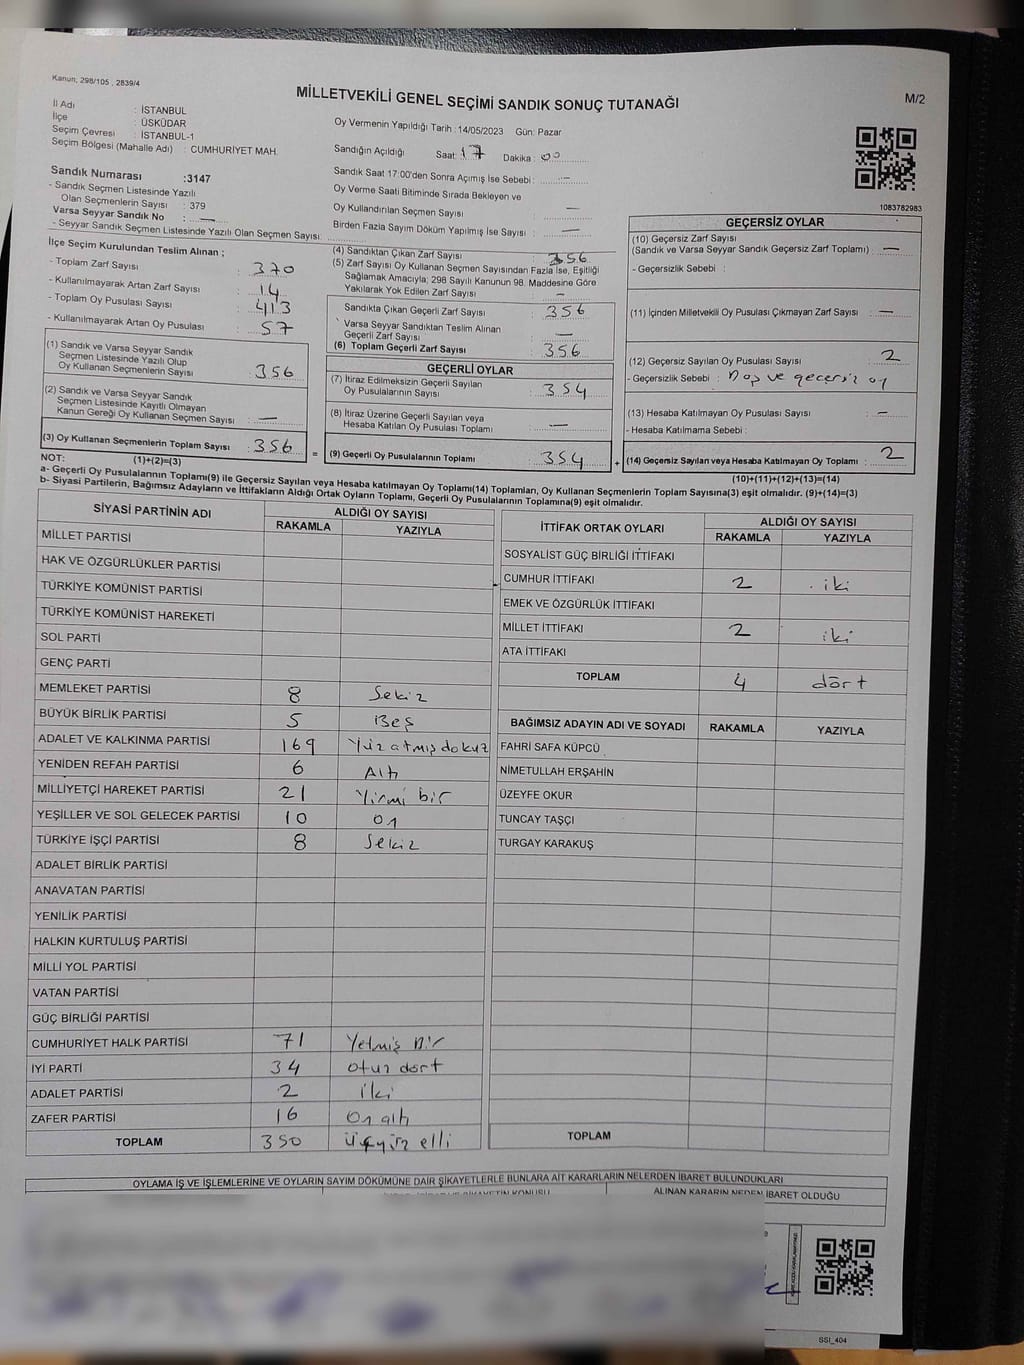 Kanun, 298/105 , 2839/4
MİLLETVEKİLİ GENEL SEÇİMİ SANDIK SONUÇ TUTANAĞI
M/2
İl Adı : İSTANBUL
İlçe : ÜSKÜDAR
Seçim Çevresi : İSTANBUL-1
Seçim Bölgesi (Mahalle Adı) : CUMHURİYET MAH.
Sandık Numarası :3147
- Sandık Seçmen Listesinde Yazılı
Olan Seçmenlerin Sayısı : 379
Varsa Seyyar Sandık No : —
- Seyyar Sandık Seçmen Listesinde Yazılı Olan Seçmen Sayısı:
Oy Vermenin Yapıldığı Tarih : 14/05/2023 Gün: Pazar
Sandığın Açıldığı Saat: 17 Dakika : 00
Sandık Saat 17:00'den Sonra Açımış İse Sebebi : —
Oy Verme Saati Bitiminde Sırada Bekleyen ve
Oy Kullandırılan Seçmen Sayısı : —
Birden Fazla Sayım Döküm Yapılmış İse Sayısı : —
1083782983
İlçe Seçim Kurulundan Teslim Alınan ;
- Toplam Zarf Sayısı : 370
- Kullanılmayarak Artan Zarf Sayısı : 14
- Toplam Oy Pusulası Sayısı : 413
- Kullanılmayarak Artan Oy Pusulası : 57
(1) Sandık ve Varsa Seyyar Sandık
Seçmen Listesinde Yazılı Olup
Oy Kullanan Seçmenlerin Sayısı : 356
(2) Sandık ve Varsa Seyyar Sandık
Seçmen Listesinde Kayıtlı Olmayan
Kanun Gereği Oy Kullanan Seçmen Sayısı : —
(3) Oy Kullanan Seçmenlerin Toplam Sayısı : 356
(1)+(2)=(3)
(4) Sandıktan Çıkan Zarf Sayısı : 356
(5) Zarf Sayısı Oy Kullanan Seçmen Sayısından Fazla İse, Eşitliği
Sağlamak Amacıyla; 298 Sayılı Kanunun 98. Maddesine Göre
Yakılarak Yok Edilen Zarf Sayısı : —
Sandıkta Çıkan Geçerli Zarf Sayısı : 356
Varsa Seyyar Sandıktan Teslim Alınan
Geçerli Zarf Sayısı : —
(6) Toplam Geçerli Zarf Sayısı : 356
GEÇERLİ OYLAR
(7) İtiraz Edilmeksizin Geçerli Sayılan
Oy Pusulalarının Sayısı : 354
(8) İtiraz Üzerine Geçerli Sayılan veya
Hesaba Katılan Oy Pusulası Toplamı : —
= (9) Geçerli Oy Pusulalarının Toplamı : 354
GEÇERSİZ OYLAR
(10) Geçersiz Zarf Sayısı
(Sandık ve Varsa Seyyar Sandık Geçersiz Zarf Toplamı) : —
- Geçersizlik Sebebi :
(11) İçinden Milletvekili Oy Pusulası Çıkmayan Zarf Sayısı : —
(12) Geçersiz Sayılan Oy Pusulası Sayısı : 2
- Geçersizlik Sebebi : ve geçersiz oy
(13) Hesaba Katılmayan Oy Pusulası Sayısı : —
- Hesaba Katılmama Sebebi :
+ (14) Geçersiz Sayılan veya Hesaba Katılmayan Oy Toplamı : 2
(10)+(11)+(12)+(13)=(14)
NOT:
a- Geçerli Oy Pusulaları Toplamı(9) ile Geçersiz Sayılan veya Hesaba katılmayan Oy Toplamı(14) Toplamları, Oy Kullanan Seçmenlerin Toplam Sayısına(3) eşit olmalıdır. (9)+(14)=(3)
b- Siyasi Partilerin, Bağımsız Adayların ve İttifakların Aldığı Ortak Oyların Toplamı, Geçerli Oy Pusulalarının Toplamına(9) eşit olmalıdır.
SİYASİ PARTİNİN ADI ALDIĞI OY SAYISI
RAKAMLA YAZIYLA
MİLLET PARTİSİ
HAK VE ÖZGÜRLÜKLER PARTİSİ
TÜRKİYE KOMÜNİST PARTİSİ
TÜRKİYE KOMÜNİST HAREKETİ
SOL PARTİ
GENÇ PARTİ
MEMLEKET PARTİSİ 8 Sekiz
BÜYÜK BİRLİK PARTİSİ 5 Beş
ADALET VE KALKINMA PARTİSİ 169 Yüz atmış dokuz
YENİDEN REFAH PARTİSİ 6 Altı
MİLLİYETÇİ HAREKET PARTİSİ 21 Yirmi bir
YEŞİLLER VE SOL GELECEK PARTİSİ 10 on
TÜRKİYE İŞÇİ PARTİSİ 8 Sekiz
ADALET BİRLİK PARTİSİ
ANAVATAN PARTİSİ
YENİLİK PARTİSİ
HALKIN KURTULUŞ PARTİSİ
MİLLİ YOL PARTİSİ
VATAN PARTİSİ
GÜÇ BİRLİĞİ PARTİSİ
CUMHURİYET HALK PARTİSİ 71 Yetmiş Bir
İYİ PARTİ 34 otuz dört
ADALET PARTİSİ 2 iki
ZAFER PARTİSİ 16 On altı
TOPLAM 350 üçyüz elli
İTTİFAK ORTAK OYLARI ALDIĞI OY SAYISI
RAKAMLA YAZIYLA
SOSYALİST GÜÇ BİRLİĞİ İTTİFAKI
CUMHUR İTTİFAKI 2 iki
EMEK VE ÖZGÜRLÜK İTTİFAKI
MİLLET İTTİFAKI 2 iki
ATA İTTİFAKI
TOPLAM 4 dört
BAĞIMSIZ ADAYIN ADI VE SOYADI RAKAMLA YAZIYLA
FAHRİ SAFA KÜPCÜ
NİMETULLAH ERŞAHİN
ÜZEYFE OKUR
TUNCAY TAŞÇI
TURGAY KARAKUŞ
TOPLAM
OYLAMA İŞ VE İŞLEMLERİNE VE OYLARIN SAYIM DÖKÜMÜNE DAİR ŞİKAYETLERLE BUNLARA AİT KARARLARIN NELERDEN İBARET BULUNDUKLARI
ALINAN KARARIN NEDEN İBARET OLDUĞU
SSI_404